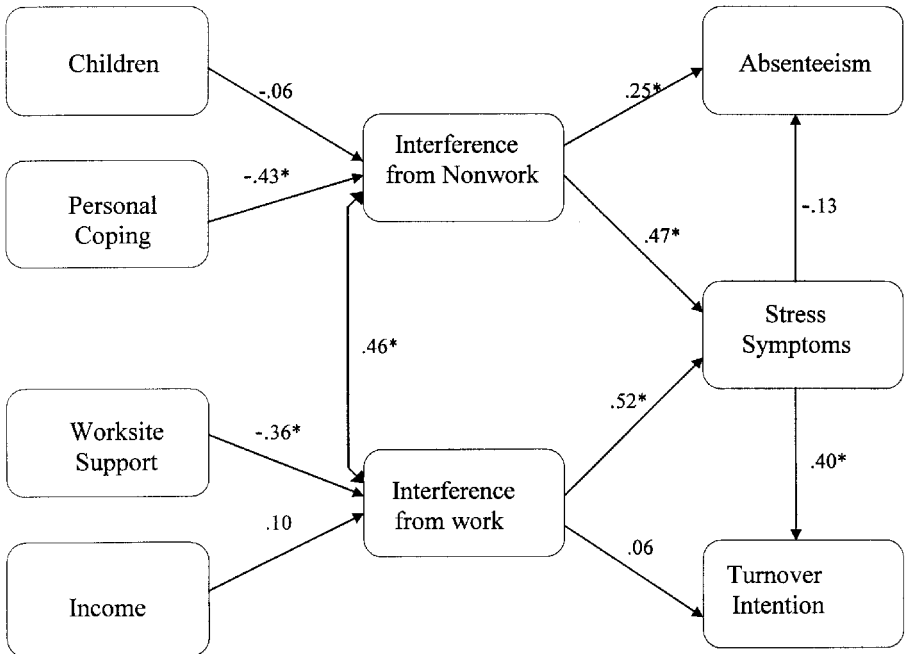 Children
Absenteeism
-.06
.25*
Interference
from Nonwork
-.43*
Personal
Coping
-.13
.47*
Stress
Symptoms
.46*
.52*
Worksite
Support
-.36*
.40*
Interference
from work
.10
.06
Turnover
Intention
Income